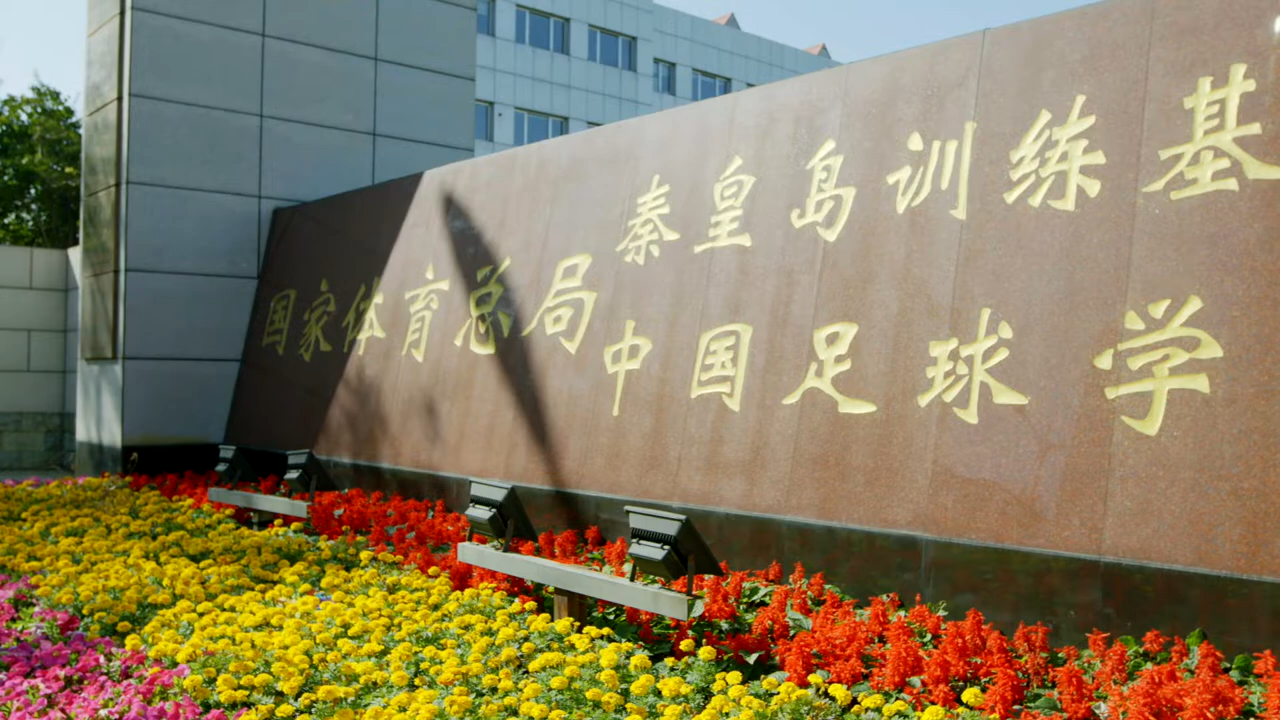 国家体育总局
秦皇岛训练基
中国足球学